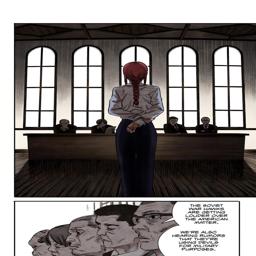 THE SOVIET
WAR HAWKS
ARE GETTING
LOUDER OVER
THE AMERICAN
MATTER.
WE'RE ALSO
HEARING RUMORS
THAT THEY'RE
USING DEVILS
FOR MILITARY
PURPOSES.